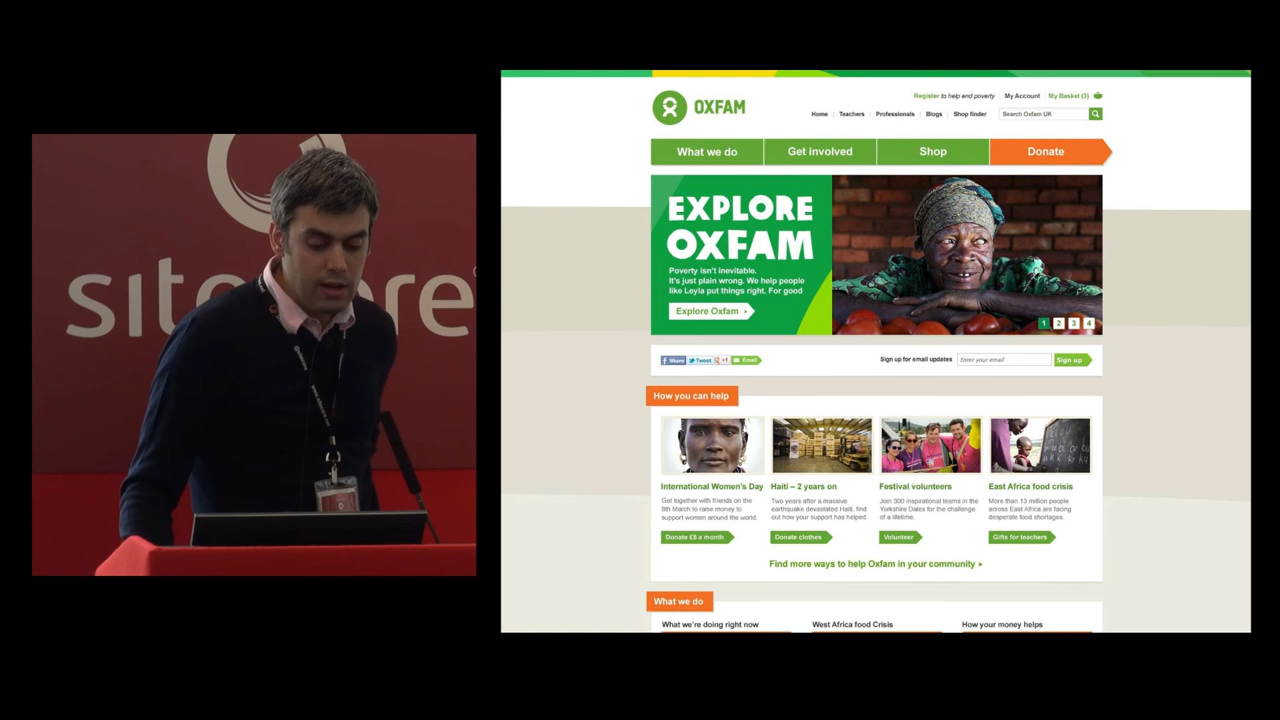 sitecore
OXFAM
Register to help end poverty
My Account
My Basket (3)
Home
Teachers
Professionals
Blogs
Shop finder
Search Oxfam UK
What we do
Get involved
Shop
Donate
EXPLORE
OXFAM
Poverty isn't inevitable.
It's just plain wrong. We help people
like Leyla put things right. For good
Explore Oxfam
1 2 3 4
Share
Tweet
+1
Email
Sign up for email updates
Enter your email
Sign up
How you can help
International Women's Day
Get together with friends on the
8th March to raise money to
support women around the world.
Donate £5 a month
Haiti – 2 years on
Two years after a massive
earthquake devastated Haiti, find
out how your support has helped.
Donate clothes
Festival volunteers
Join 300 inspirational teams in the
Yorkshire Dales for the challenge
of a lifetime.
Volunteer
East Africa food crisis
More than 13 million people
across East Africa are facing
desperate food shortages.
Gifts for teachers
Find more ways to help Oxfam in your community
What we do
What we're doing right now
West Africa food Crisis
How your money helps